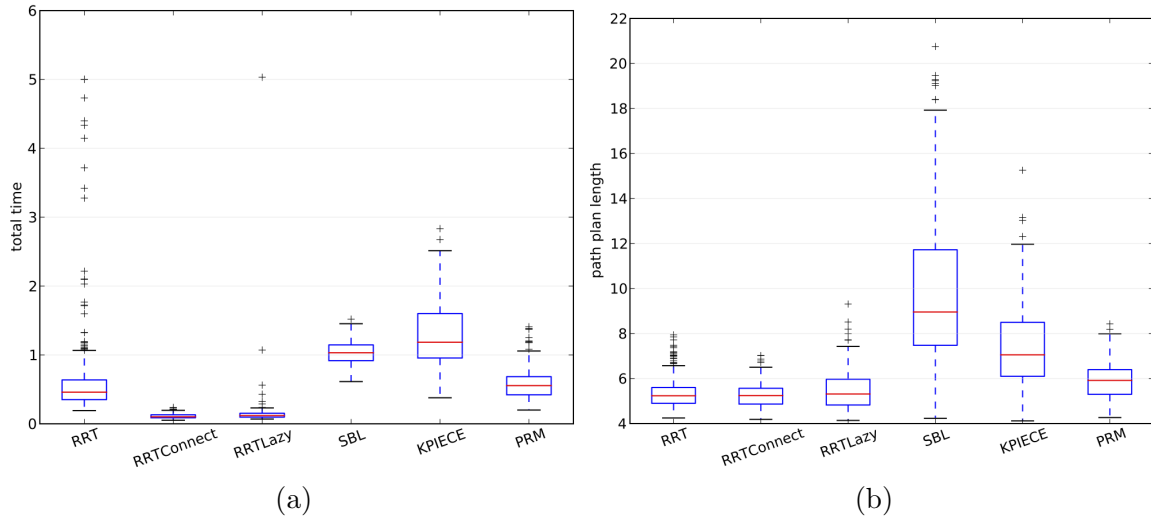 6
5
4
3
2
1
0
total time
RRT
RRTConnect
RRTLazy
SBL
KPIECE
PRM
(a)
22
20
18
16
14
12
10
8
6
4
path plan length
RRT
RRTConnect
RRTLazy
SBL
KPIECE
PRM
(b)